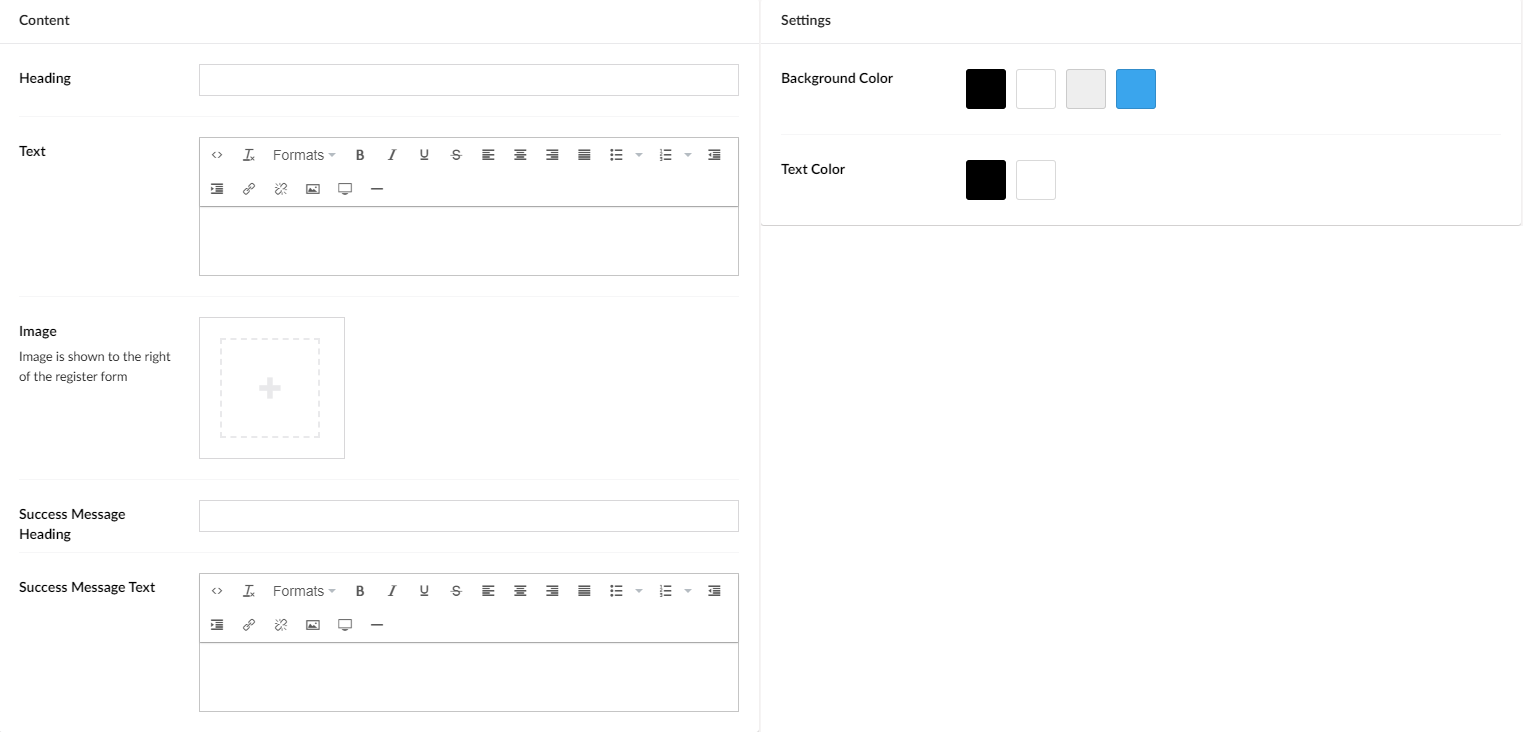 Content
Heading
Text
Formats
Image
Image is shown to the right
of the register form
Success Message
Heading
Success Message Text
Formats
Settings
Background Color
Text Color